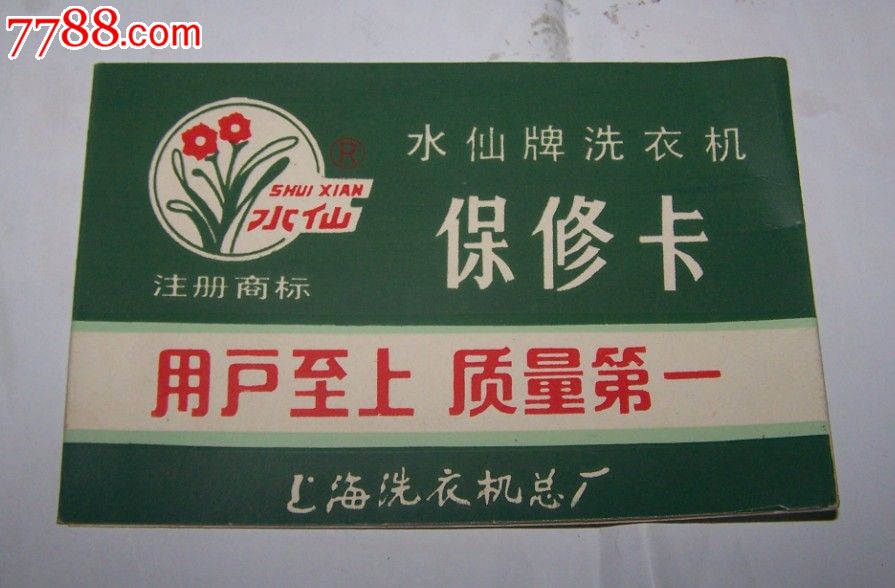 7788.com
水仙牌洗衣机
®
SHUI XIAN
水仙
保修卡
注册商标
用户至上 质量第一
上海洗衣机总厂